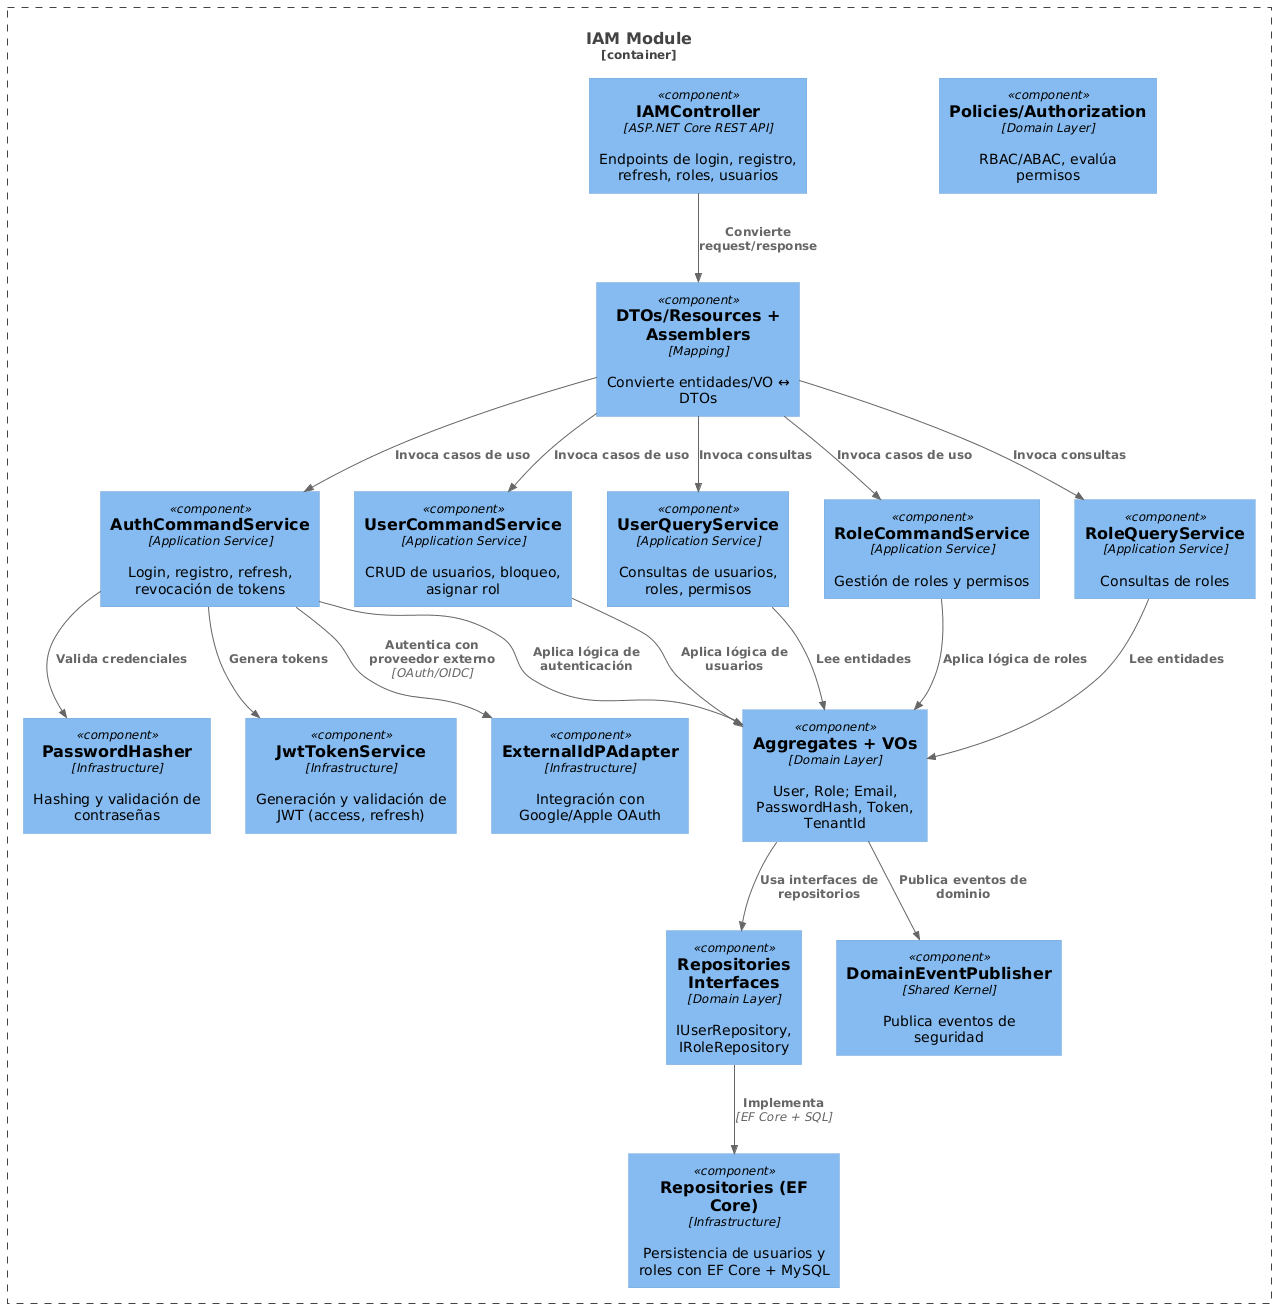 IAM Module
[container]
«component»
IAMController
[ASP.NET Core REST API]
Endpoints de login, registro,
refresh, roles, usuarios
«component»
Policies/Authorization
[Domain Layer]
RBAC/ABAC, evalúa
permisos
Convierte
request/response
«component»
DTOs/Resources +
Assemblers
[Mapping]
Convierte entidades/VO ↔
DTOs
Invoca casos de uso
Invoca casos de uso
Invoca consultas
Invoca casos de uso
Invoca consultas
«component»
AuthCommandService
[Application Service]
Login, registro, refresh,
revocación de tokens
«component»
UserCommandService
[Application Service]
CRUD de usuarios, bloqueo,
asignar rol
«component»
UserQueryService
[Application Service]
Consultas de usuarios,
roles, permisos
«component»
RoleCommandService
[Application Service]
Gestión de roles y permisos
«component»
RoleQueryService
[Application Service]
Consultas de roles
Valida credenciales
Genera tokens
Autentica con
proveedor externo
[OAuth/OIDC]
Aplica lógica de
autenticación
Aplica lógica de
usuarios
Lee entidades
Aplica lógica de roles
Lee entidades
«component»
PasswordHasher
[Infrastructure]
Hashing y validación de
contraseñas
«component»
JwtTokenService
[Infrastructure]
Generación y validación de
JWT (access, refresh)
«component»
ExternalIdPAdapter
[Infrastructure]
Integración con
Google/Apple OAuth
«component»
Aggregates + VOs
[Domain Layer]
User, Role; Email,
PasswordHash, Token,
TenantId
Usa interfaces de
repositorios
Publica eventos de
dominio
«component»
Repositories
Interfaces
[Domain Layer]
IUserRepository,
IRoleRepository
«component»
DomainEventPublisher
[Shared Kernel]
Publica eventos de
seguridad
Implementa
[EF Core + SQL]
«component»
Repositories (EF
Core)
[Infrastructure]
Persistencia de usuarios y
roles con EF Core + MySQL